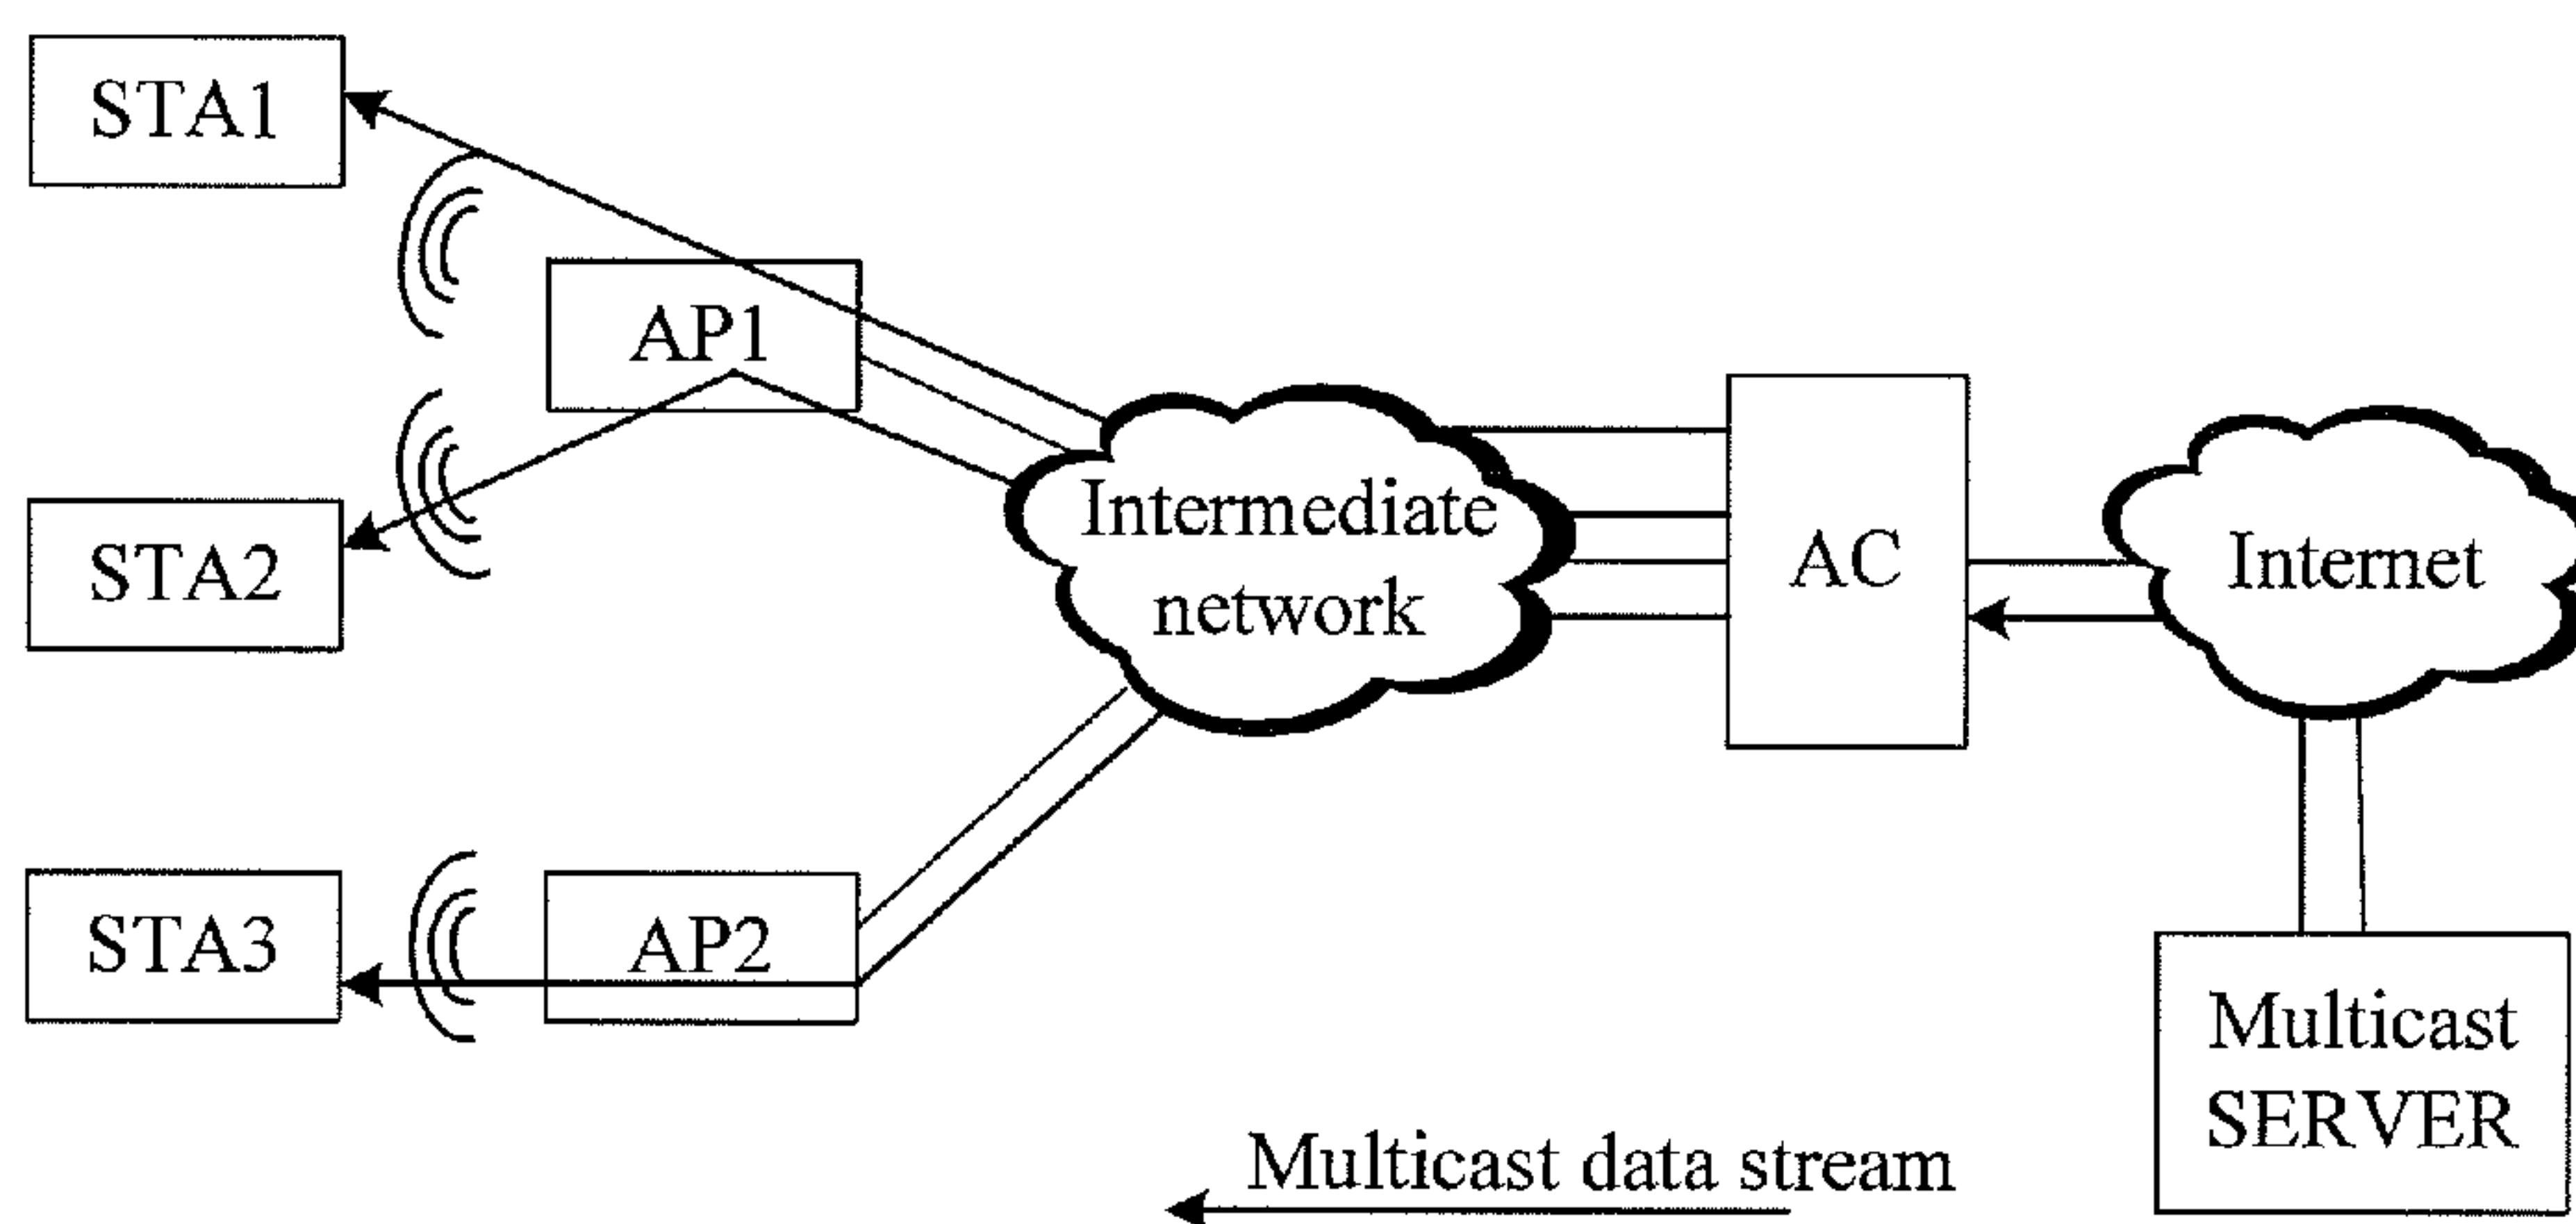 STA1
AP1
STA2
Intermediate
network
AC
Internet
STA3
AP2
Multicast
SERVER
Multicast data stream